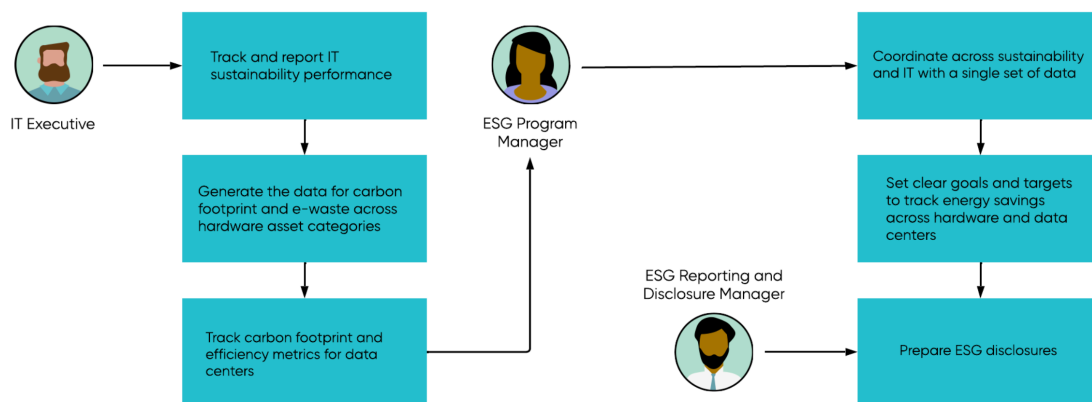 IT Executive
Track and report IT
sustainability performance
Generate the data for carbon
footprint and e-waste across
hardware asset categories
Track carbon footprint and
efficiency metrics for data
centers
ESG Program
Manager
Coordinate across sustainability
and IT with a single set of data
Set clear goals and targets
to track energy savings
across hardware and data
centers
ESG Reporting and
Disclosure Manager
Prepare ESG disclosures